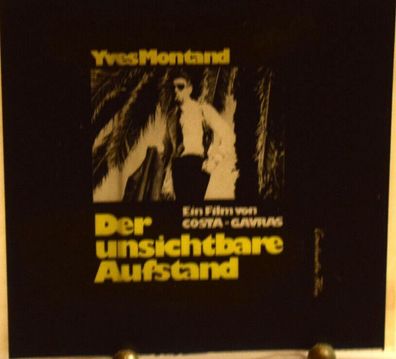 Yves Montand
Ein Film von
COSTA-GAVRAS
Der
unsichtbare
Aufstand